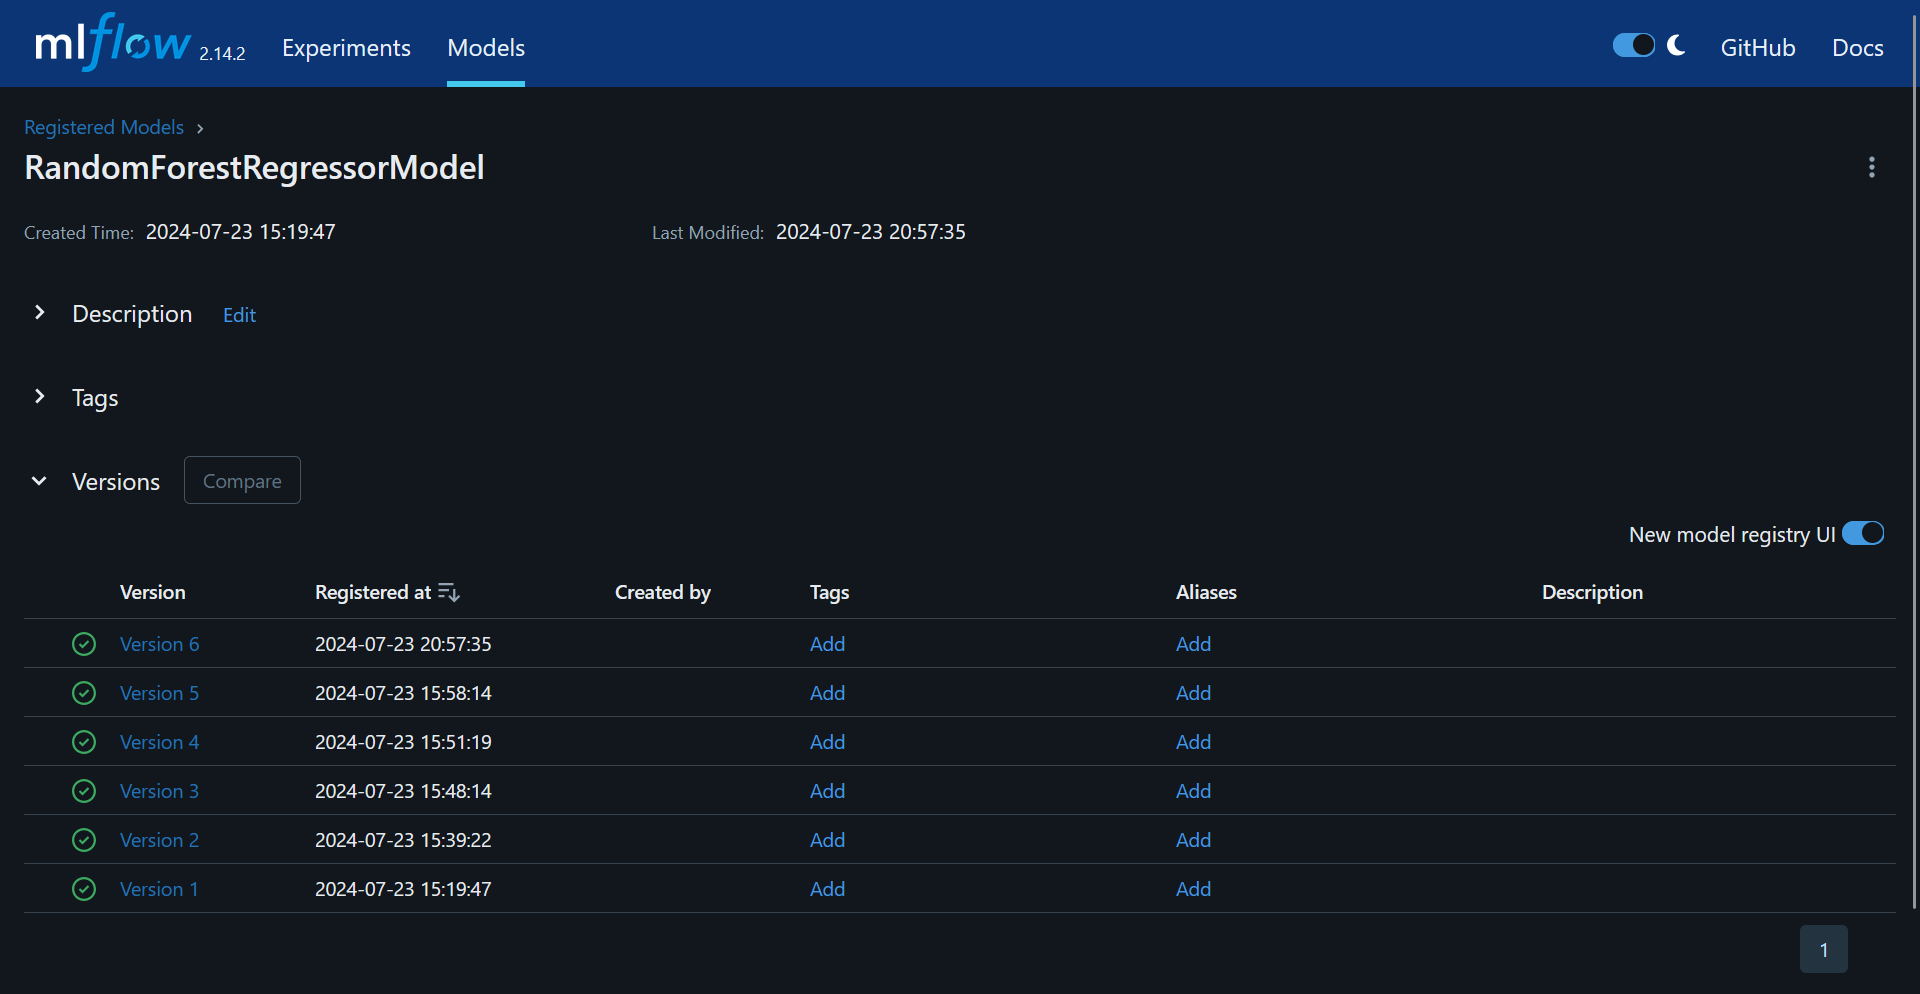 mlflow 2.14.2 Experiments Models GitHub Docs
Registered Models
RandomForestRegressorModel
Created Time: 2024-07-23 15:19:47 Last Modified: 2024-07-23 20:57:35
Description Edit
Tags
Versions Compare
New model registry UI
Version Registered at Created by Tags Aliases Description
Version 6 2024-07-23 20:57:35 Add Add
Version 5 2024-07-23 15:58:14 Add Add
Version 4 2024-07-23 15:51:19 Add Add
Version 3 2024-07-23 15:48:14 Add Add
Version 2 2024-07-23 15:39:22 Add Add
Version 1 2024-07-23 15:19:47 Add Add
1